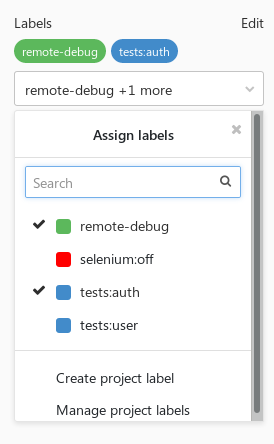 Labels Edit
remote-debug tests:auth
remote-debug +1 more
Assign labels
Search
remote-debug
selenium:off
tests:auth
tests:user
Create project label
Manage project labels